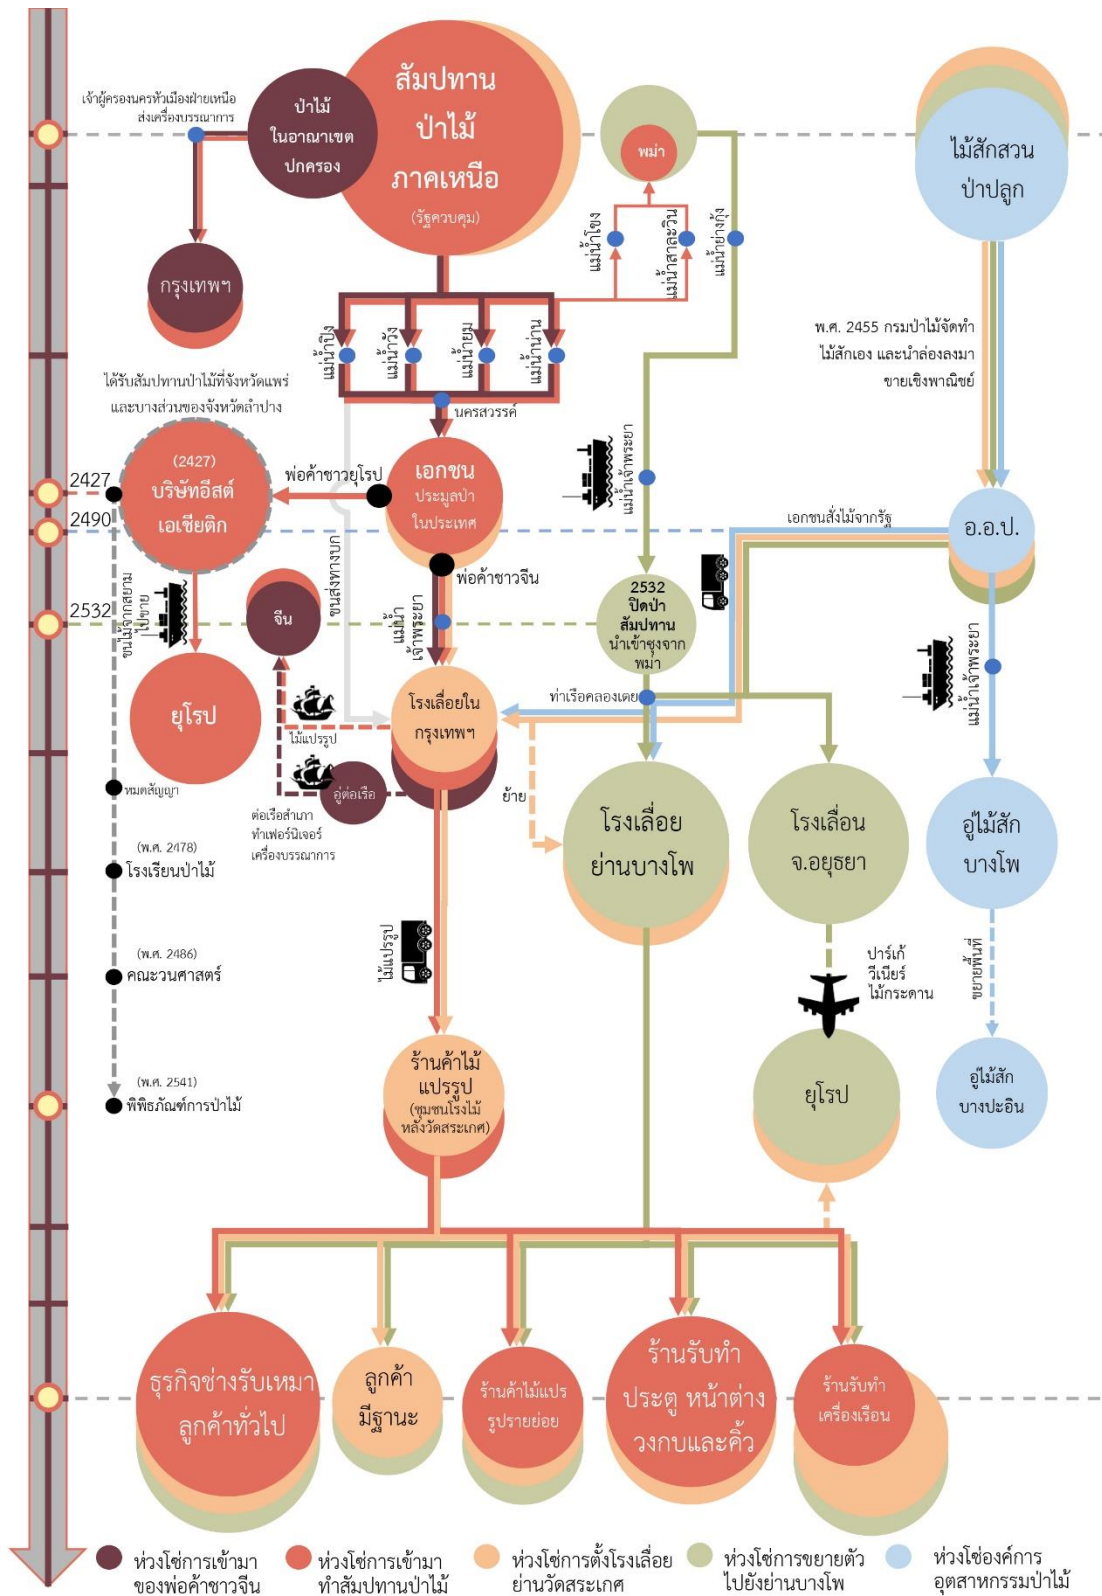 เจ้าผู้ครองนครหัวเมืองฝ่ายเหนือ
ส่งเครื่องบรรณาการ
ป่าไม้
ในอาณาเขต
ปกครอง
สัมปทาน
ป่าไม้
ภาคเหนือ
(รัฐควบคุม)
พม่า
ไม้สักสวน
ป่าปลูก
กรุงเทพฯ
แม่น้ำโขง
แม่น้ำสาละวิน
แม่น้ำย่างกุ้ง
แม่น้ำปิง
แม่น้ำวัง
แม่น้ำยม
แม่น้ำน่าน
พ.ศ. 2455 กรมป่าไม้จัดทำ
ไม้สักเอง และนำล่องลงมา
ขายเชิงพาณิชย์
ได้รับสัมปทานป่าไม้ที่จังหวัดแพร่
และบางส่วนของจังหวัดลำปาง
นครสวรรค์
2427
2490
2532
(2427)
บริษัทอีสต์
เอเชียติก
พ่อค้าชาวยุโรป
เอกชน
ประมูลป่า
ในประเทศ
แม่น้ำเจ้าพระยา
เอกชนสั่งไม้จากรัฐ
อ.อ.ป.
พ่อค้าชาวจีน
ขนไม้จากสยาม
ไปขาย
จีน
ขนส่งทางบก
แม่น้ำ
เจ้าพระยา
2532
ปิดป่า
สัมปทาน
นำเข้าซุงจาก
พม่า
แม่น้ำเจ้าพระยา
ยุโรป
ไม้แปรรูป
โรงเลื่อยใน
กรุงเทพฯ
ท่าเรือคลองเตย
อู่ต่อเรือ
ย้าย
ต่อเรือสำเภา
ทำเฟอร์นิเจอร์
เครื่องบรรณาการ
โรงเลื่อย
ย่านบางโพ
โรงเลื่อน
จ.อยุธยา
อู่ไม้สัก
บางโพ
หมดสัญญา
(พ.ศ. 2478)
โรงเรียนป่าไม้
(พ.ศ. 2486)
คณะวนศาสตร์
(พ.ศ. 2541)
พิพิธภัณฑ์การป่าไม้
ไม้แปรรูป
ปาร์เก้
วีเนียร์
ไม้กระดาน
ขยายพื้นที่
ร้านค้าไม้
แปรรูป
(ชุมชนโรงไม้
หลังวัดสระเกศ)
ยุโรป
อู่ไม้สัก
บางปะอิน
ธุรกิจช่างรับเหมา
ลูกค้าทั่วไป
ลูกค้า
มีฐานะ
ร้านค้าไม้แปร
รูปรายย่อย
ร้านรับทำ
ประตู หน้าต่าง
วงกบและคิ้ว
ร้านรับทำ
เครื่องเรือน
ห่วงโซ่การเข้ามา
ของพ่อค้าชาวจีน
ห่วงโซ่การเข้ามา
ทำสัมปทานป่าไม้
ห่วงโซ่การตั้งโรงเลื่อย
ย่านวัดสระเกศ
ห่วงโซ่การขยายตัว
ไปยังย่านบางโพ
ห่วงโซ่องค์การ
อุตสาหกรรมป่าไม้